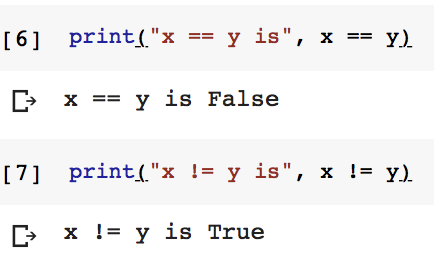 [6] print("x == y is", x == y)
x == y is False
[7] print("x != y is", x != y)
x != y is True